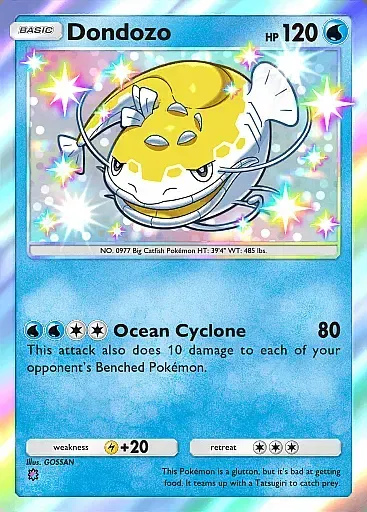 BASIC Dondozo HP 120
NO. 0977 Big Catfish Pokémon HT: 39'4" WT: 485 lbs.
Ocean Cyclone 80
This attack also does 10 damage to each of your
opponent's Benched Pokémon.
weakness +20 retreat
Illus. GOSSAN
This Pokémon is a glutton, but it's bad at getting
food. It teams up with a Tatsugiri to catch prey.